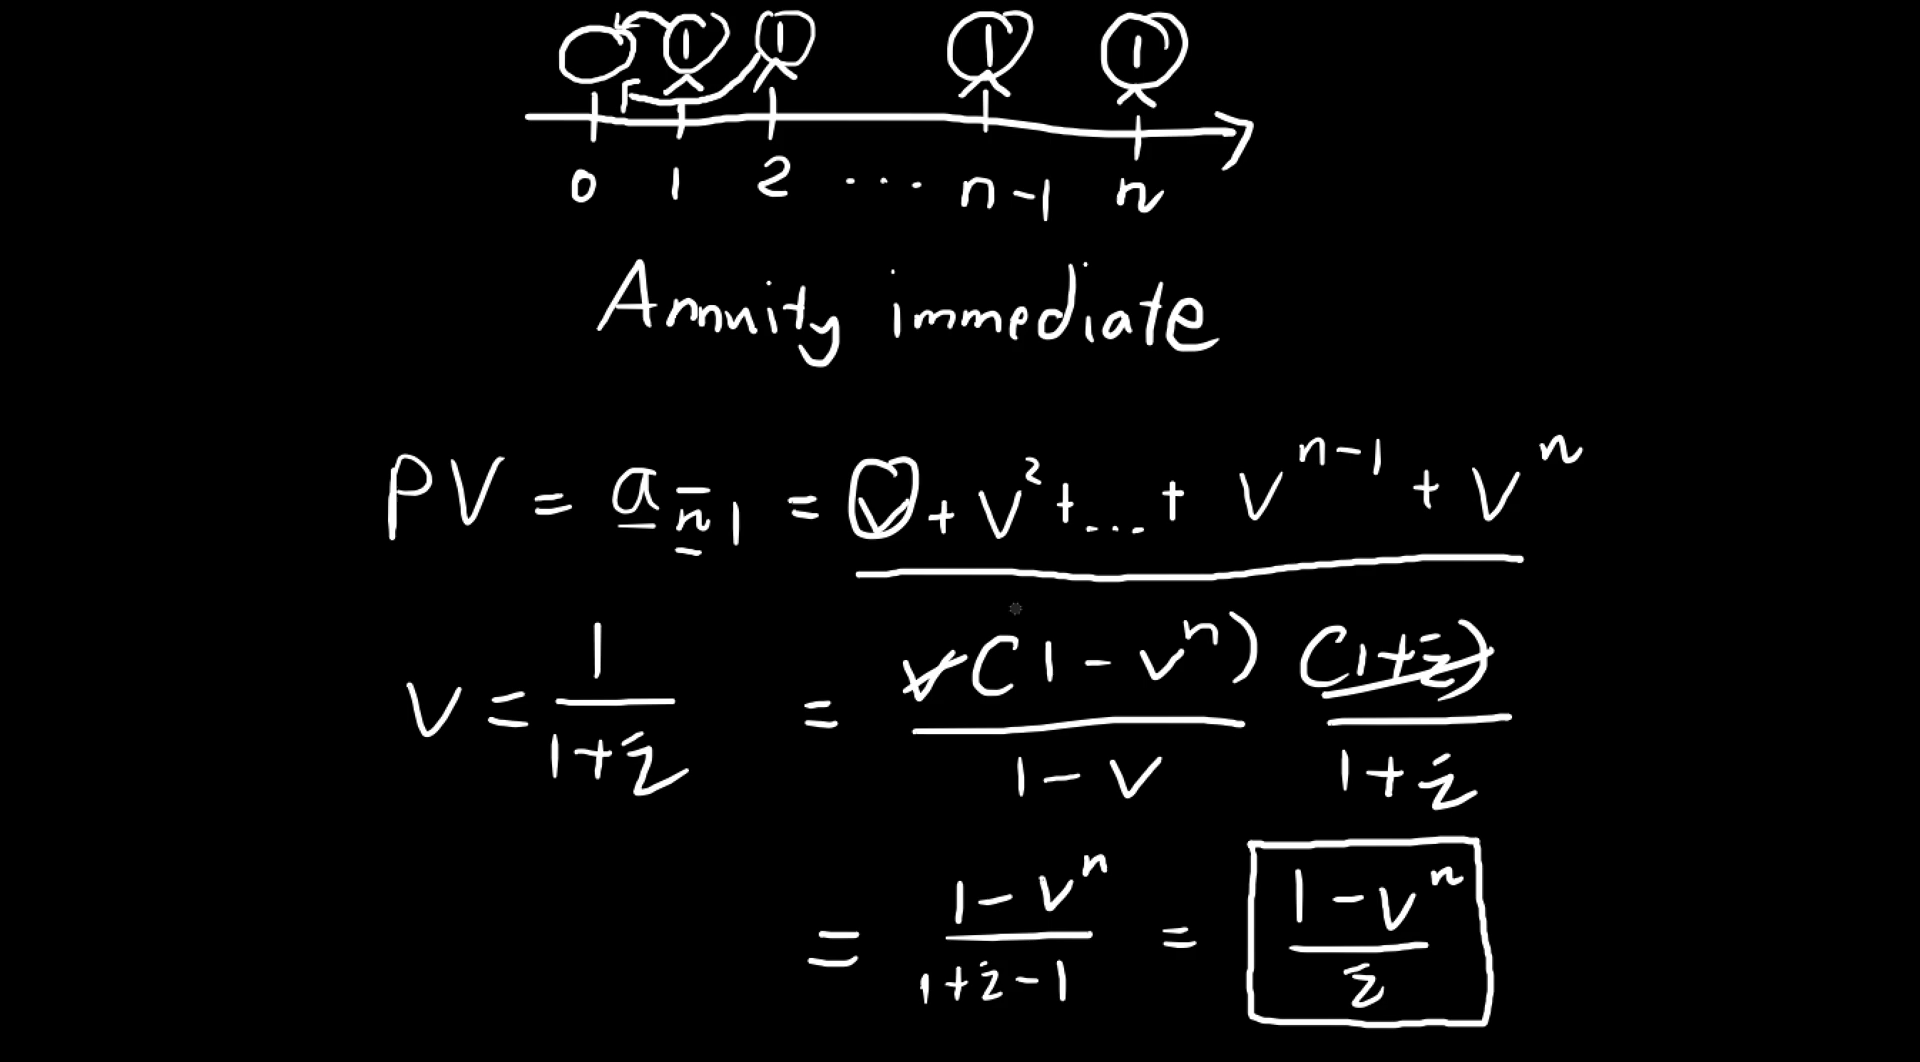 1 1 1 1
0 1 2 ... n-1 n
Annuity immediate
PV = a n̅| = v + v² + ... + v^(n-1) + v^n
v = 1/(1+i) = v(1-v^n)/(1-v) (1+i)/(1+i)
= (1-v^n)/(1+i-1) = (1-v^n)/i